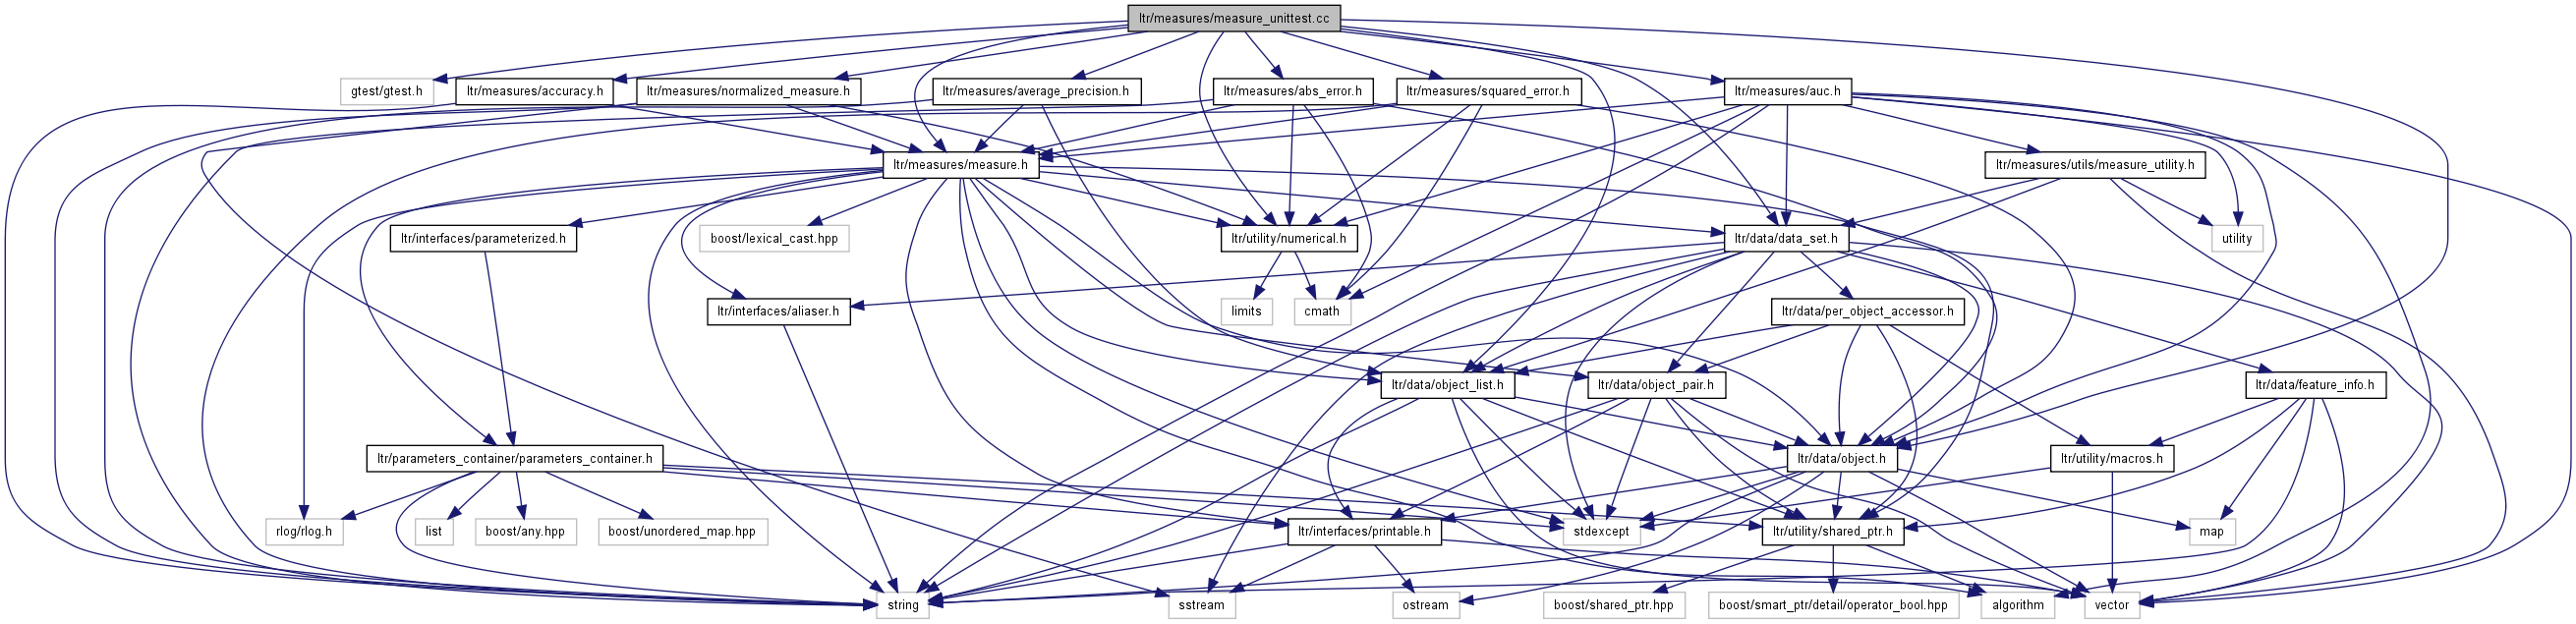 ltr/measures/measure_unittest.cc
gtest/gtest.h
ltr/measures/accuracy.h
ltr/measures/normalized_measure.h
ltr/measures/average_precision.h
ltr/measures/abs_error.h
ltr/measures/squared_error.h
ltr/measures/auc.h
ltr/measures/measure.h
ltr/measures/utils/measure_utility.h
ltr/interfaces/parameterized.h
boost/lexical_cast.hpp
ltr/utility/numerical.h
ltr/data/data_set.h
utility
ltr/interfaces/aliaser.h
limits
cmath
ltr/data/per_object_accessor.h
ltr/data/object_list.h
ltr/data/object_pair.h
ltr/data/feature_info.h
ltr/parameters_container/parameters_container.h
ltr/data/object.h
ltr/utility/macros.h
rlog/rlog.h
list
boost/any.hpp
boost/unordered_map.hpp
ltr/interfaces/printable.h
stdexcept
ltr/utility/shared_ptr.h
map
string
sstream
ostream
boost/shared_ptr.hpp
boost/smart_ptr/detail/operator_bool.hpp
algorithm
vector